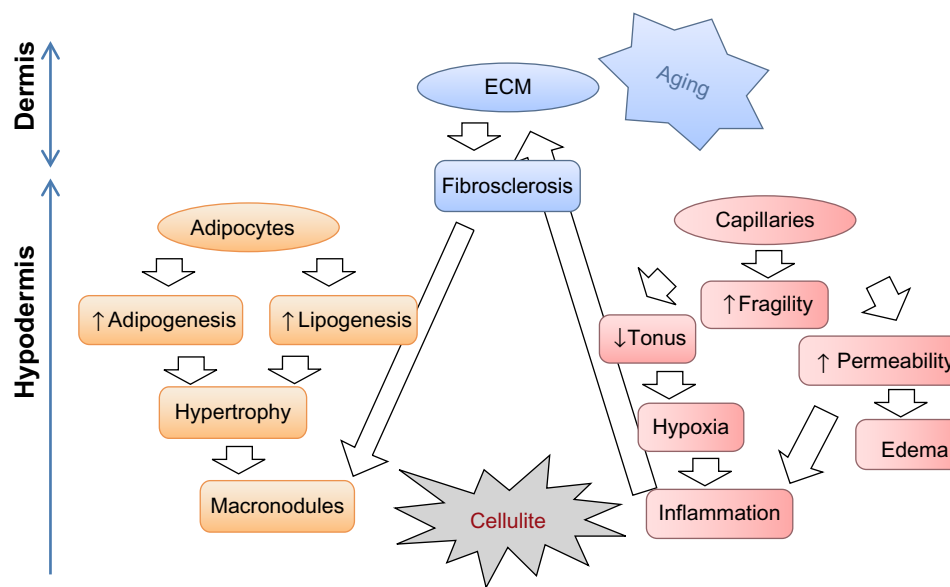 Dermis
Hypodermis
ECM
Aging
Fibrosclerosis
Adipocytes
Capillaries
↑ Adipogenesis
↑ Lipogenesis
↓ Tonus
↑ Fragility
↑ Permeability
Hypertrophy
Hypoxia
Edema
Macronodules
Cellulite
Inflammation